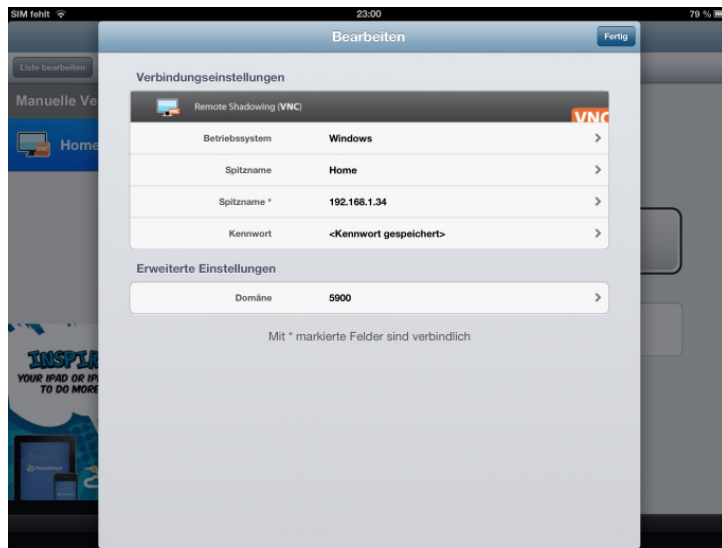 SIM fehlt 23:00 79 %
Bearbeiten Fertig
Liste bearbeiten
Verbindungseinstellungen
Manuelle Ve
Remote Shadowing (VNC) VNC
Home
VNC
Betriebssystem Windows
Spitzname Home
Spitzname * 192.168.1.34
Kennwort <Kennwort gespeichert>
Erweiterte Einstellungen
Domäne 5900
Mit * markierte Felder sind verbindlich
INSPIR
YOUR IPAD OR IP
TO DO MORE
PocketCloud